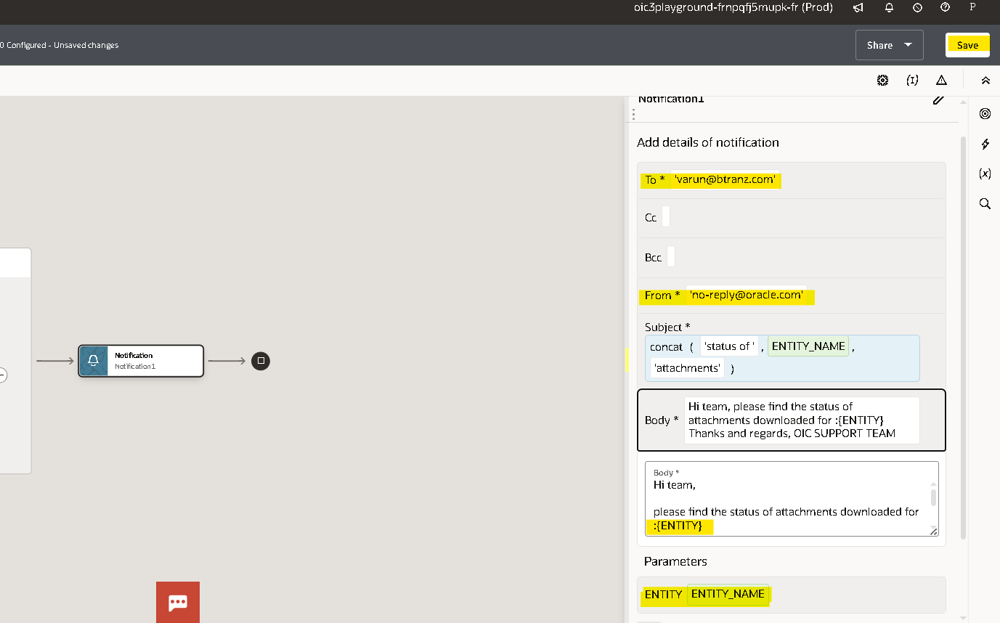 oic3playground-frnpqfj5mupk-fr (Prod)
P
0 Configured - Unsaved changes
Share
Save
Notification1
Add details of notification
To * 'varun@btranz.com'
Cc
Bcc
From * 'no-reply@oracle.com'
Subject *
concat ( 'status of ' , ENTITY_NAME ,
'attachments' )
Notification
Notification1
Body *
Hi team, please find the status of
attachments downloaded for :{ENTITY}
Thanks and regards, OIC SUPPORT TEAM
Body *
Hi team,
please find the status of attachments downloaded for
:{ENTITY}
Parameters
ENTITY ENTITY_NAME